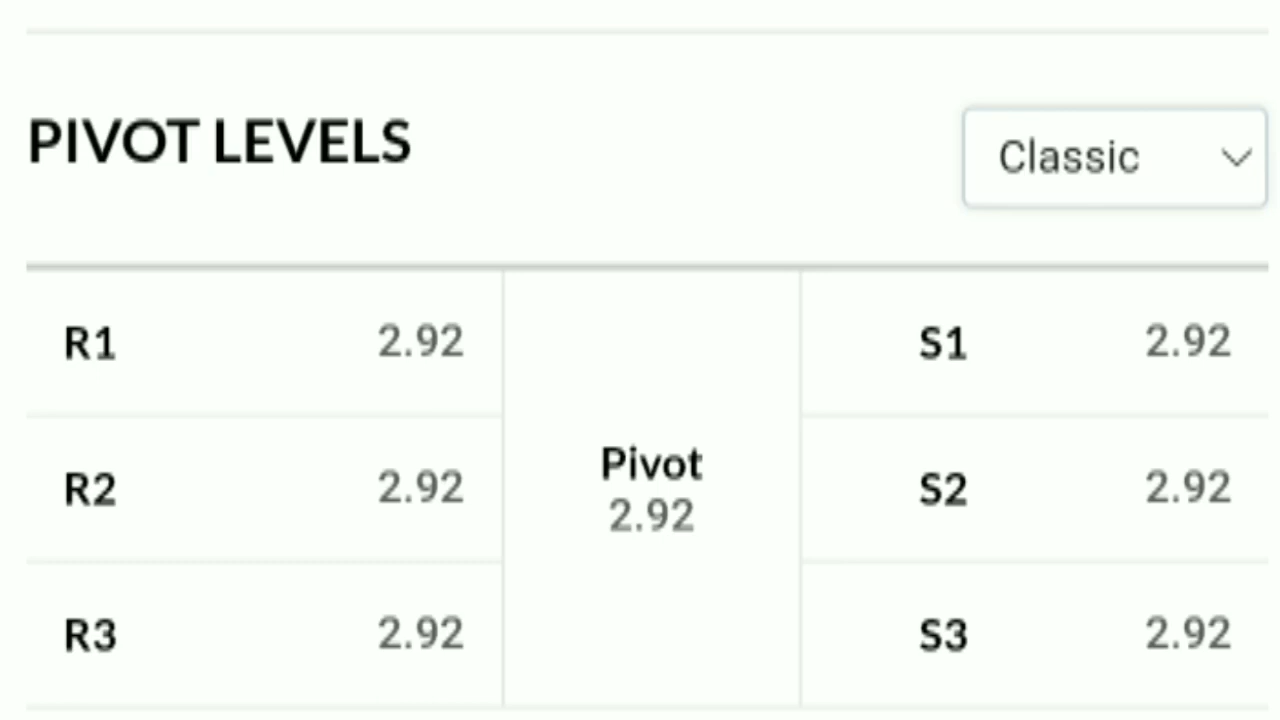 PIVOT LEVELS
Classic
R1 2.92
S1 2.92
Pivot
2.92
R2 2.92
S2 2.92
R3 2.92
S3 2.92